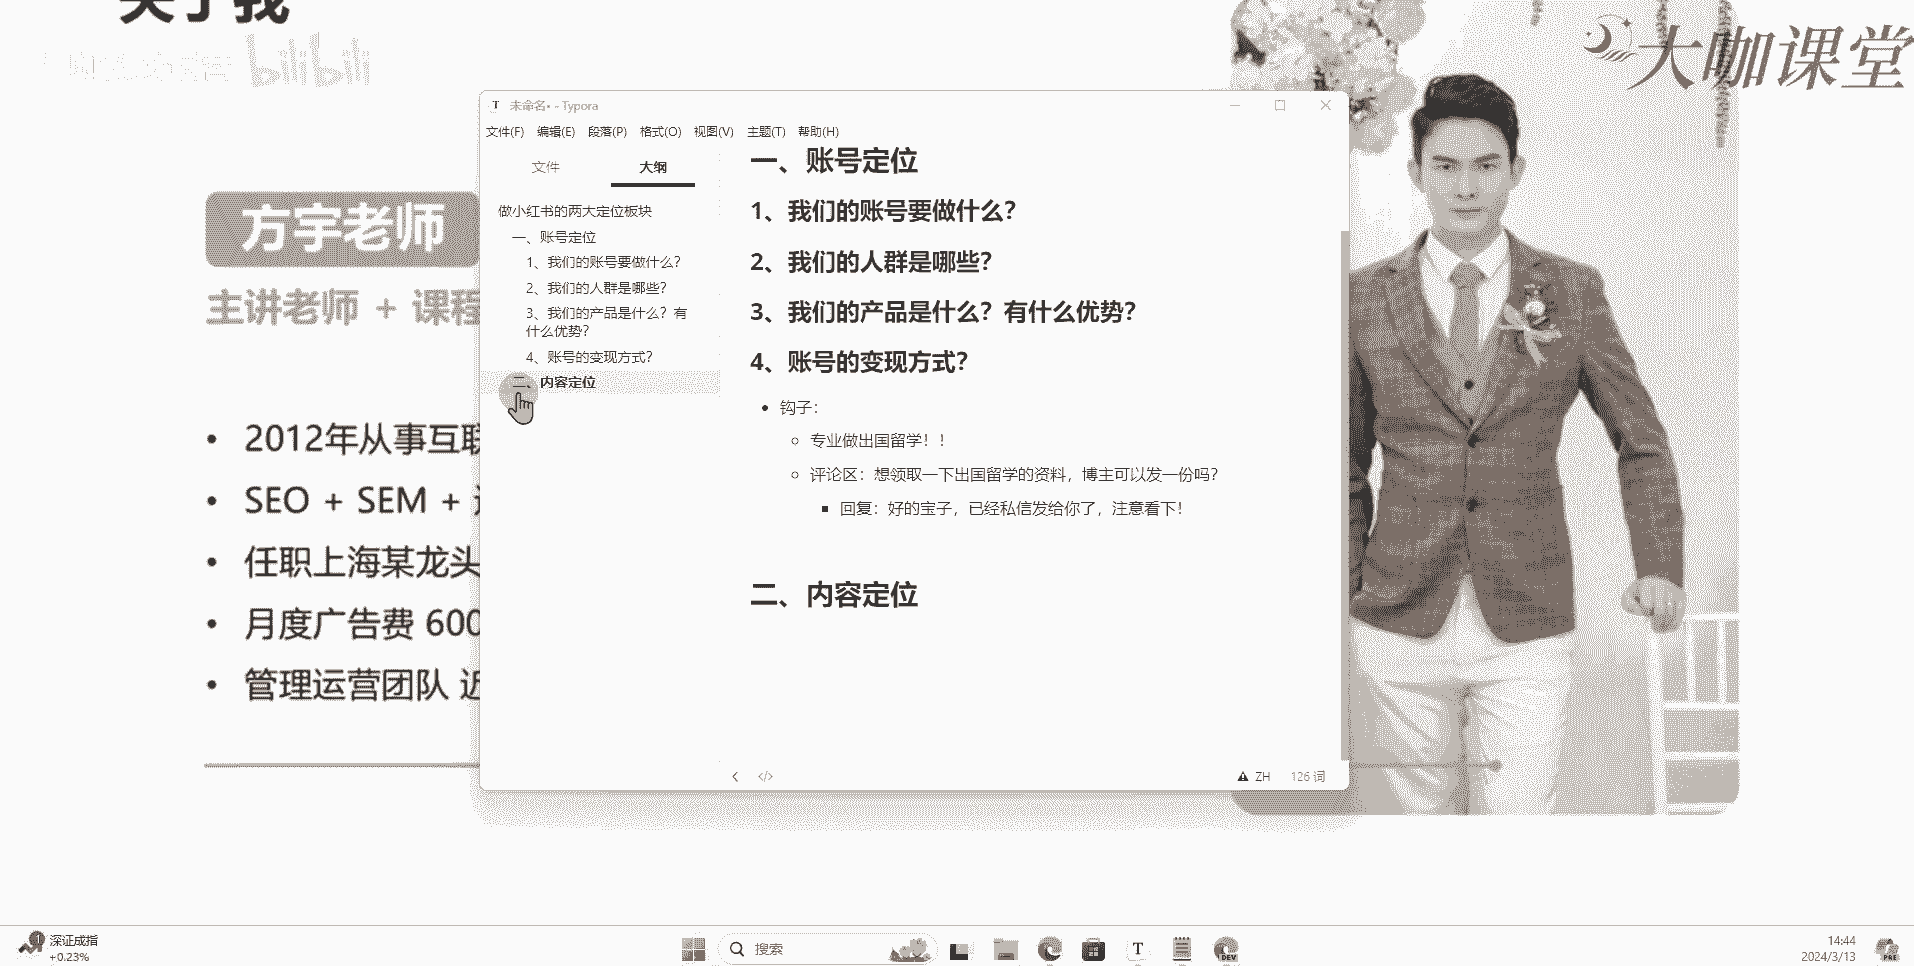 关于我
bilibili
大咖课堂
方宇老师
主讲老师 + 课程
2012年从事互联
SEO + SEM +
任职上海某龙头
月度广告费 600
管理运营团队 近
未命名• - Typora
文件(F) 编辑(E) 段落(P) 格式(O) 视图(V) 主题(T) 帮助(H)
文件 大纲
做小红书的两大定位板块
一、账号定位
1、我们的账号要做什么？
2、我们的人群是哪些？
3、我们的产品是什么？有
什么优势？
4、账号的变现方式？
二、内容定位
一、账号定位
1、我们的账号要做什么？
2、我们的人群是哪些？
3、我们的产品是什么？有什么优势？
4、账号的变现方式？
钩子：
专业做出国留学！！
评论区：想领取一下出国留学的资料，博主可以发一份吗？
回复：好的宝子，已经私信发给你了，注意看下！
二、内容定位
ZH 126 词
深证成指
+0.23%
搜索
T
DEV
14:44
2024/3/13
PRE